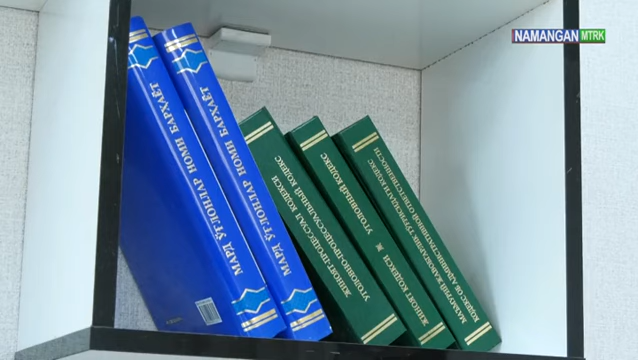 NAMANGAN MTRK
МАРД ЎҒЛОНЛАР НОМИ БАРҲАЁТ
МАРД ЎҒЛОНЛАР НОМИ БАРҲАЁТ
ЖИНОЯТ-ПРОЦЕССУАЛ КОДЕКСИ
УГОЛОВНО-ПРОЦЕССУАЛЬНЫЙ КОДЕКС
ЖИНОЯТ КОДЕКСИ ✻ УГОЛОВНЫЙ КОДЕКС
МАЪМУРИЙ ЖАВОБГАРЛИК ТЎҒРИСИДАГИ КОДЕКС
КОДЕКС ОБ АДМИНИСТРАТИВНОЙ ОТВЕТСТВЕННОСТИ